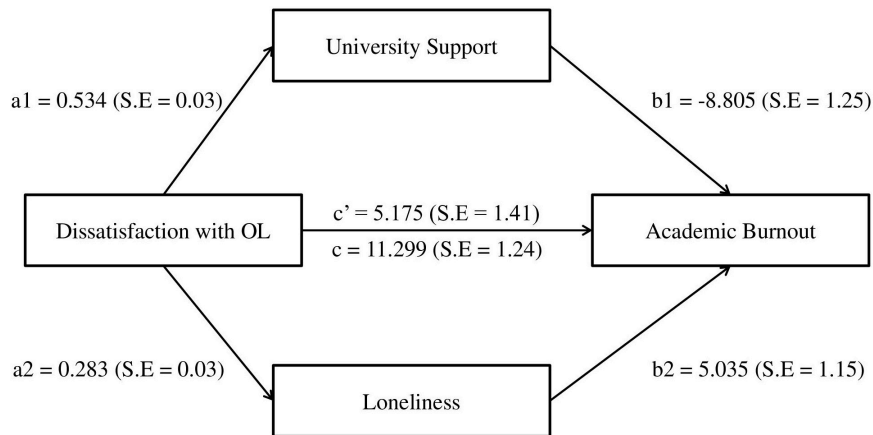 University Support
a1 = 0.534 (S.E = 0.03)
b1 = -8.805 (S.E = 1.25)
c’ = 5.175 (S.E = 1.41)
Dissatisfaction with OL
Academic Burnout
c = 11.299 (S.E = 1.24)
a2 = 0.283 (S.E = 0.03)
b2 = 5.035 (S.E = 1.15)
Loneliness